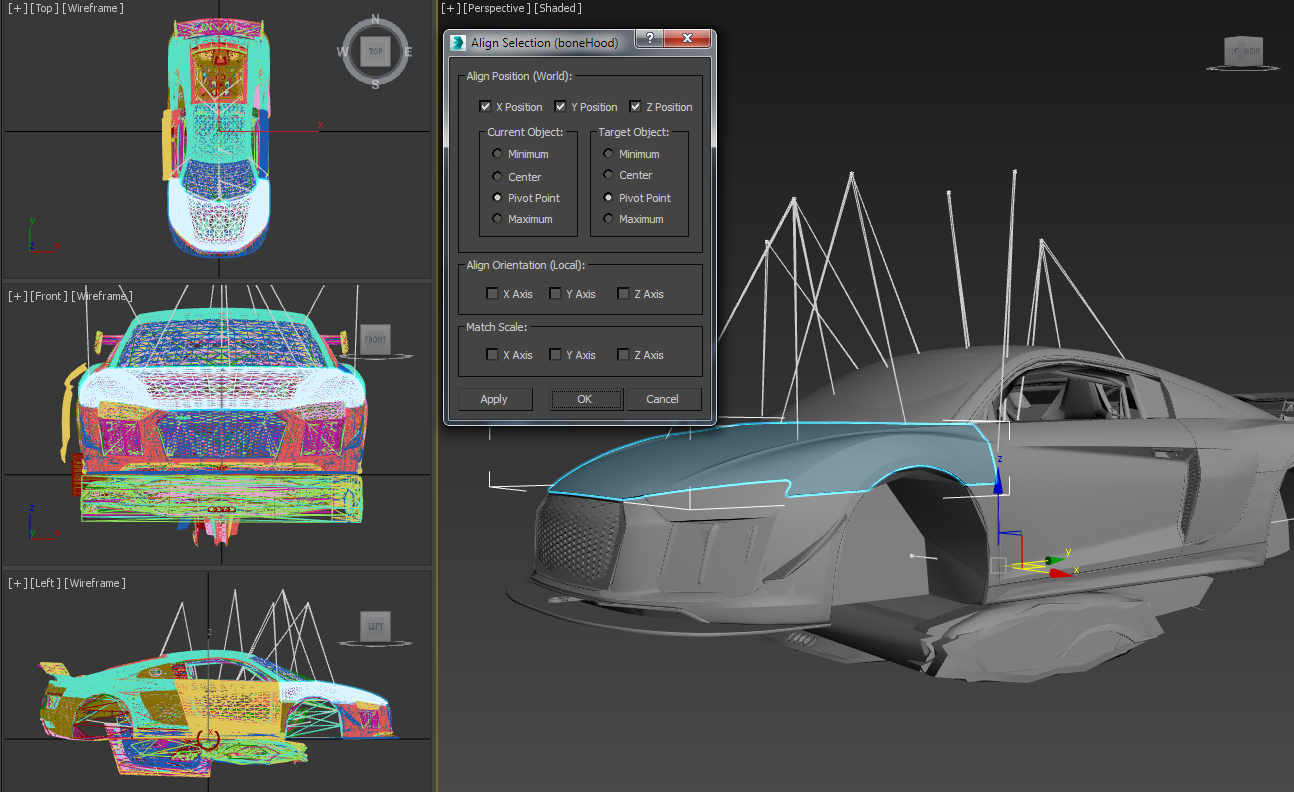 [+] [Top] [Wireframe]
N
W
TOP
E
S
x
y
z
x
[+] [Front] [Wireframe]
FRONT
z
y
x
[+] [Left] [Wireframe]
LEFT
z
x
[+] [Perspective] [Shaded]
RIGHT
Align Selection (boneHood)
?
X
Align Position (World):
X Position
Y Position
Z Position
Current Object:
Target Object:
Minimum
Minimum
Center
Center
Pivot Point
Pivot Point
Maximum
Maximum
Align Orientation (Local):
X Axis
Y Axis
Z Axis
Match Scale:
X Axis
Y Axis
Z Axis
Apply
OK
Cancel
z
y
x